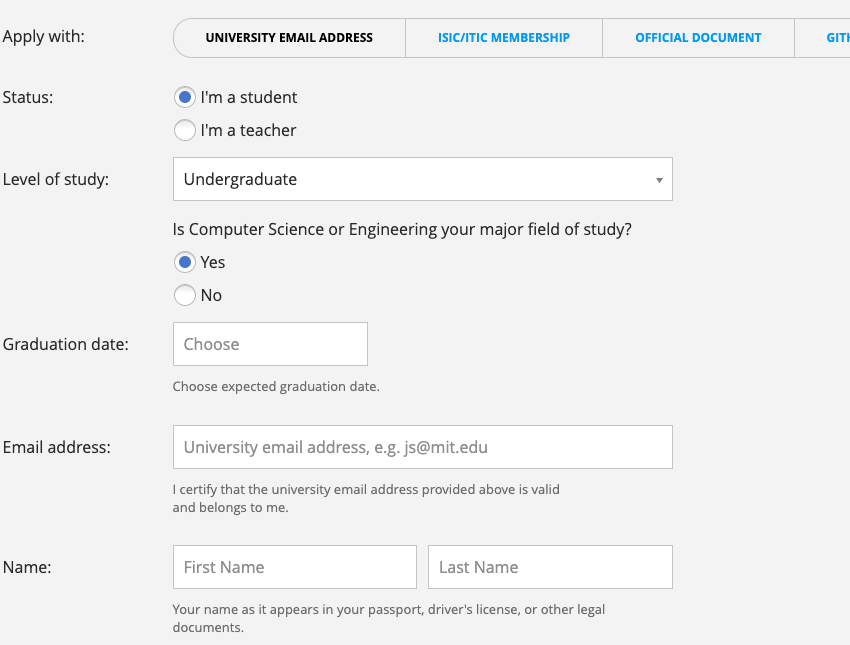 Apply with:
UNIVERSITY EMAIL ADDRESS
ISIC/ITIC MEMBERSHIP
OFFICIAL DOCUMENT
Status:
I'm a student
I'm a teacher
Level of study:
Undergraduate
Is Computer Science or Engineering your major field of study?
Yes
No
Graduation date:
Choose
Choose expected graduation date.
Email address:
University email address, e.g. js@mit.edu
I certify that the university email address provided above is valid
and belongs to me.
Name:
First Name
Last Name
Your name as it appears in your passport, driver's license, or other legal
documents.